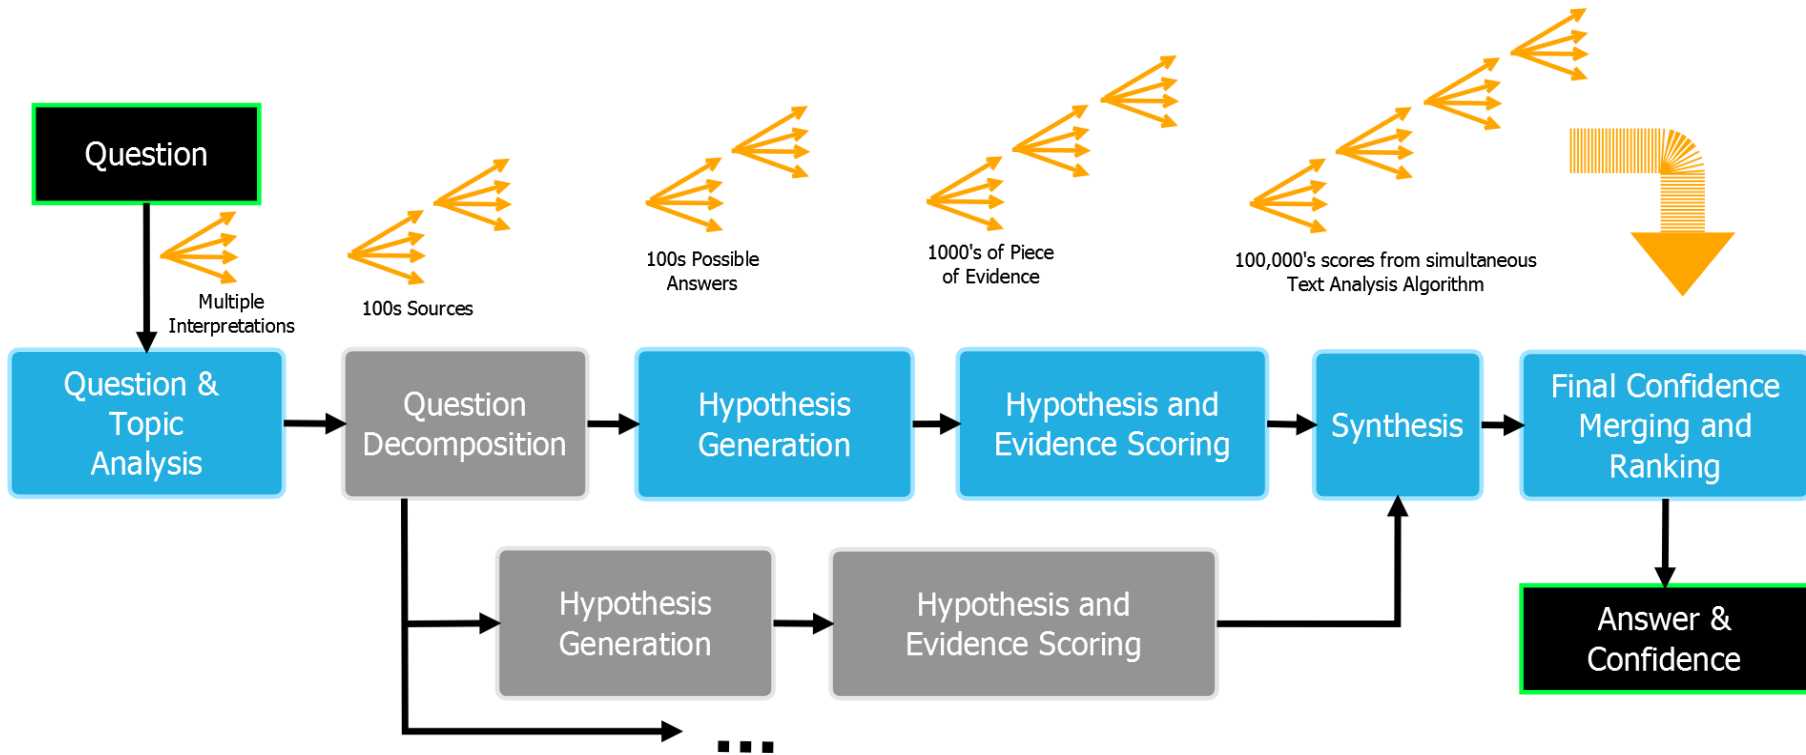 Question
Multiple
Interpretations
100s Sources
100s Possible
Answers
1000's of Piece
of Evidence
100,000's scores from simultaneous
Text Analysis Algorithm
Question &
Topic
Analysis
Question
Decomposition
Hypothesis
Generation
Hypothesis and
Evidence Scoring
Synthesis
Final Confidence
Merging and
Ranking
Hypothesis
Generation
Hypothesis and
Evidence Scoring
Answer &
Confidence
...